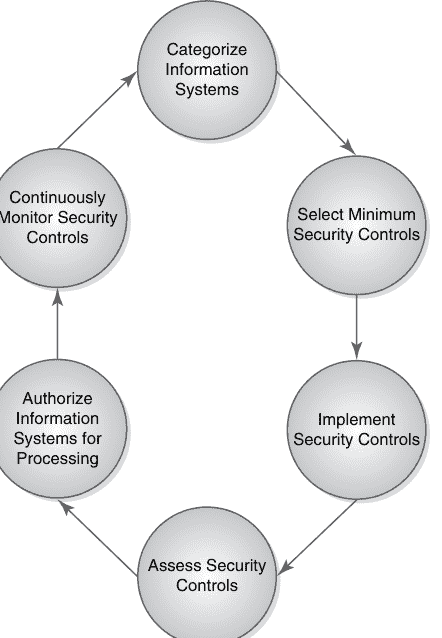 Categorize
Information
Systems
Continuously
Monitor Security
Controls
Select Minimum
Security Controls
Authorize
Information
Systems for
Processing
Implement
Security Controls
Assess Security
Controls